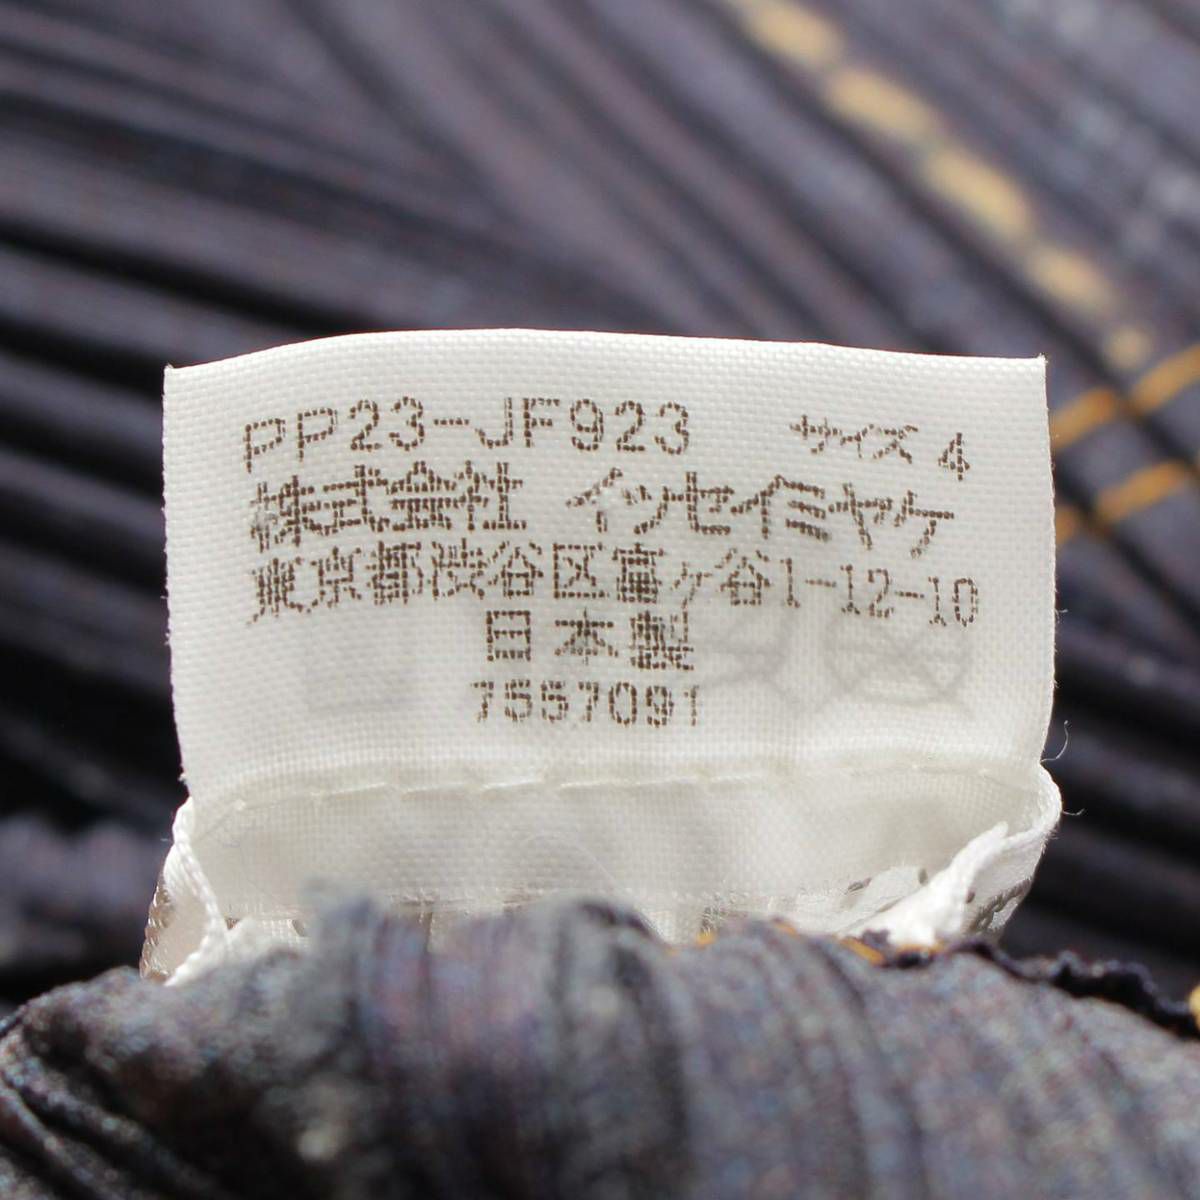 PP23-JF923 サイズ 4
株式会社 イッセイミヤケ
東京都渋谷区富ヶ谷1-12-10
日本製
7557091